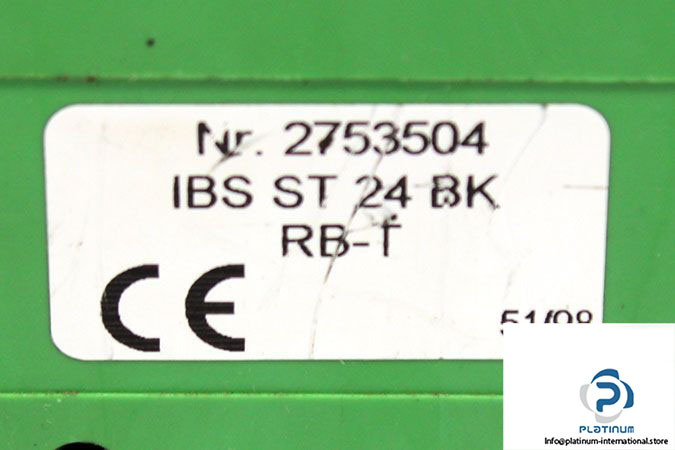 Nr. 2753504
IBS ST 24 BK
RB-T
CE
51/98
PLATINUM
Info@platinum-international.store